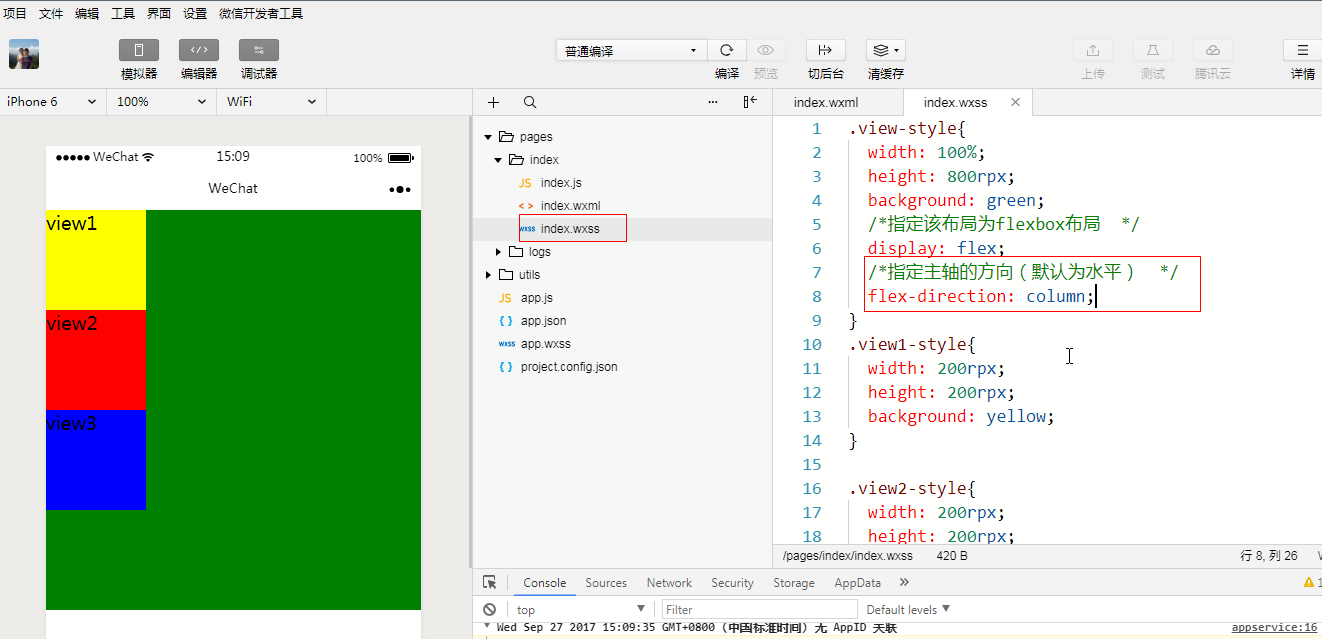 项目 文件 编辑 工具 界面 设置 微信开发者工具
模拟器 编辑器 调试器
普通编译
编译 预览 切后台 清缓存 上传 测试 腾讯云 详情
iPhone 6 100% WiFi
WeChat 15:09 100%
WeChat
view1
view2
view3
pages
index
JS index.js
<> index.wxml
wxss index.wxss
logs
utils
JS app.js
{} app.json
wxss app.wxss
{} project.config.json
index.wxml index.wxss
1 .view-style{
2 width: 100%;
3 height: 800rpx;
4 background: green;
5 /*指定该布局为flexbox布局 */
6 display: flex;
7 /*指定主轴的方向（默认为水平） */
8 flex-direction: column;
9 }
10 .view1-style{
11 width: 200rpx;
12 height: 200rpx;
13 background: yellow;
14 }
15
16 .view2-style{
17 width: 200rpx;
18 height: 200rpx;
/pages/index/index.wxss 420 B 行 8, 列 26
Console Sources Network Security Storage AppData » 1
top Filter Default levels
Wed Sep 27 2017 15:09:35 GMT+0800 (中国标准时间) 无 AppID 关联 appservice:16